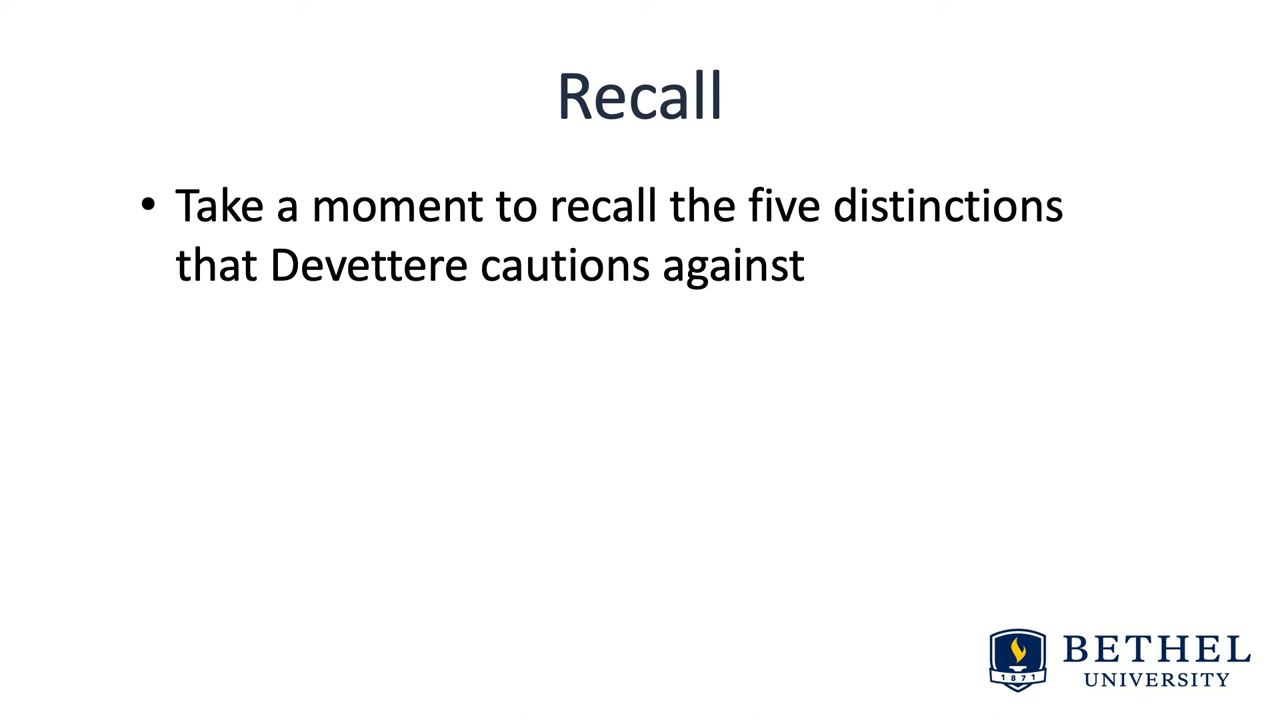 Recall
• Take a moment to recall the five distinctions
that Devettere cautions against
1871
BETHEL
UNIVERSITY